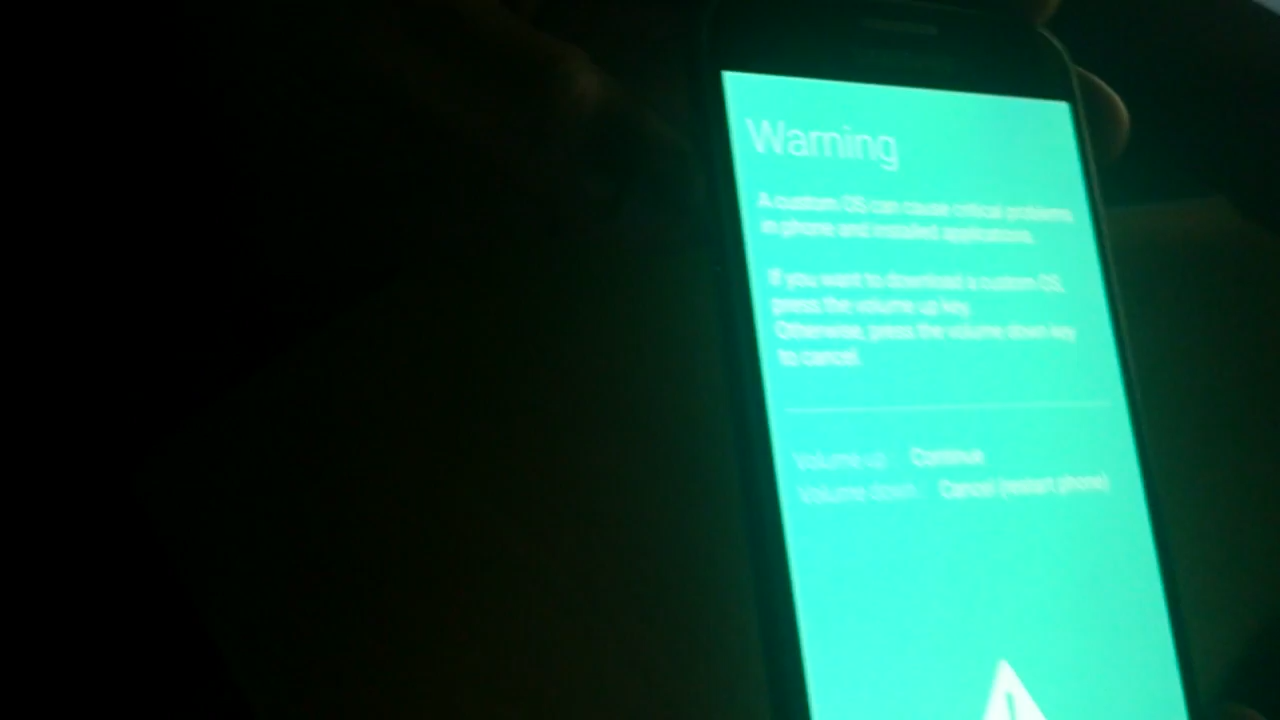 Warning
A custom OS can cause critical problems
in phone and installed applications.
If you want to download a custom OS,
press the volume up key.
Otherwise, press the volume down key
to cancel.
Volume up: Continue
Volume down: Cancel (restart phone)